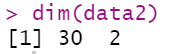 > dim(data2)
[1] 30  2